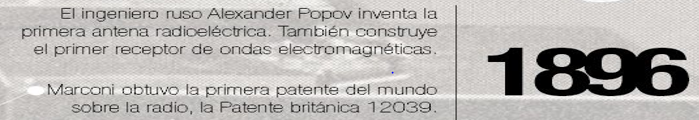 El ingeniero ruso Alexander Popov inventa la
primera antena radioeléctrica. También construye
el primer receptor de ondas electromagnéticas.
Marconi obtuvo la primera patente del mundo
sobre la radio, la Patente británica 12039.
1896